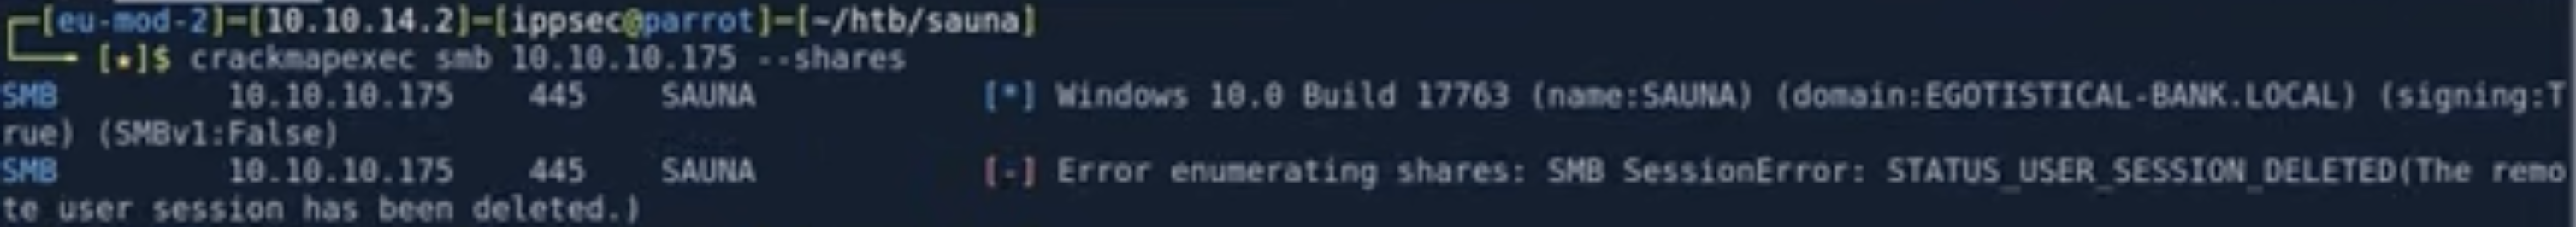 ┌─[eu-mod-2]─[10.10.14.2]─[ippsec@parrot]─[~/htb/sauna]
└──╼ [★]$ crackmapexec smb 10.10.10.175 --shares
SMB         10.10.10.175    445    SAUNA            [*] Windows 10.0 Build 17763 (name:SAUNA) (domain:EGOTISTICAL-BANK.LOCAL) (signing:T
rue) (SMBv1:False)
SMB         10.10.10.175    445    SAUNA            [-] Error enumerating shares: SMB SessionError: STATUS_USER_SESSION_DELETED(The remo
te user session has been deleted.)